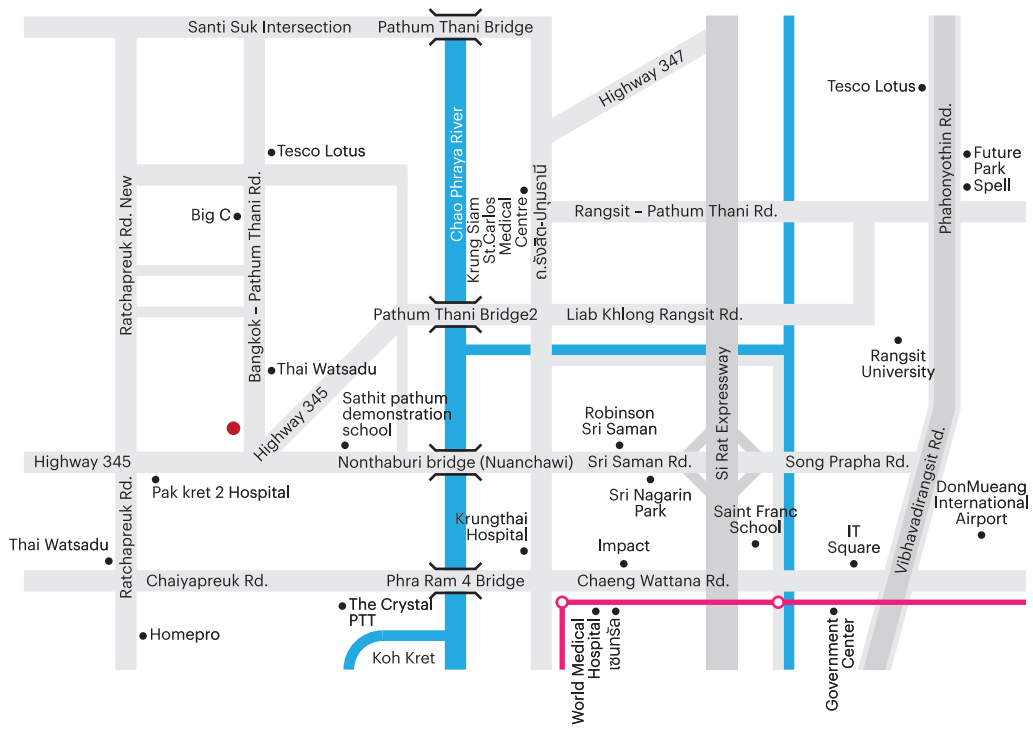 Santi Suk Intersection
Pathum Thani Bridge
Highway 347
Tesco Lotus
Phahonyothin Rd.
Future
Park
Spell
Tesco Lotus
Ratchapreuk Rd. New
Bangkok – Pathum Thani Rd.
Big C
Chao Phraya River
Krung Siam
St.Carlos
Medical
Centre
ถ.รังสิต-ปทุมธานี
Rangsit – Pathum Thani Rd.
Pathum Thani Bridge2
Liab Khlong Rangsit Rd.
Rangsit
University
Thai Watsadu
Highway 345
Sathit pathum
demonstration
school
Robinson
Sri Saman
Si Rat Expressway
Highway 345
Nonthaburi bridge (Nuanchawi)
Sri Saman Rd.
Song Prapha Rd.
Vibhavadirangsit Rd.
Pak kret 2 Hospital
Sri Nagarin
Park
Saint Franc
School
DonMueang
International
Airport
Ratchapreuk Rd.
Thai Watsadu
Krungthai
Hospital
Impact
IT
Square
Chaiyapreuk Rd.
Phra Ram 4 Bridge
Chaeng Wattana Rd.
The Crystal
PTT
Homepro
Koh Kret
World Medical
Hospital
เซนทรัล
Government
Center